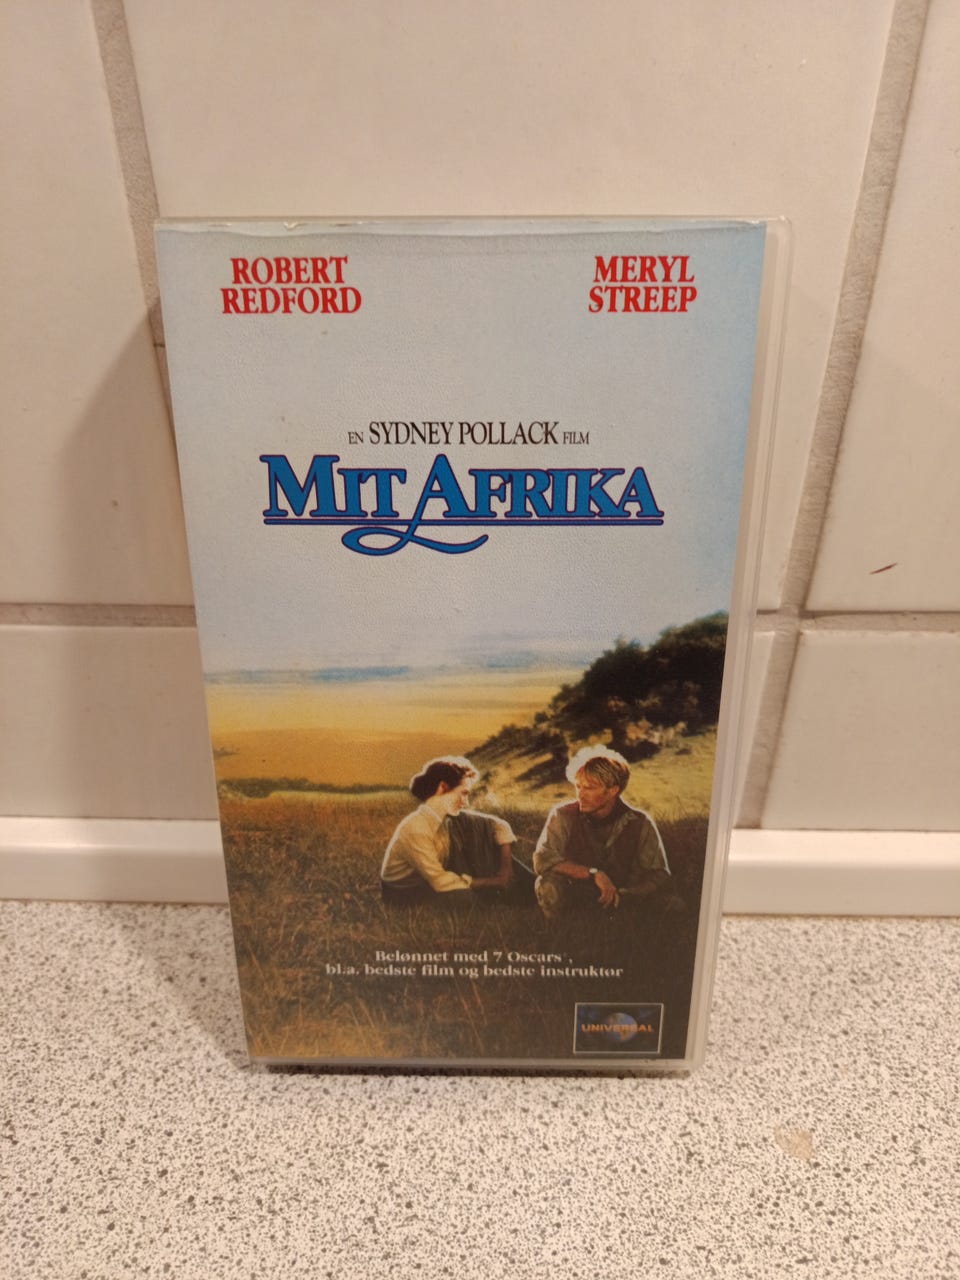 ROBERT
REDFORD
MERYL
STREEP
EN SYDNEY POLLACK FILM
MIT AFRIKA
Belønnet med 7 Oscars,
bl.a. bedste film og bedste instruktør
UNIVERSAL